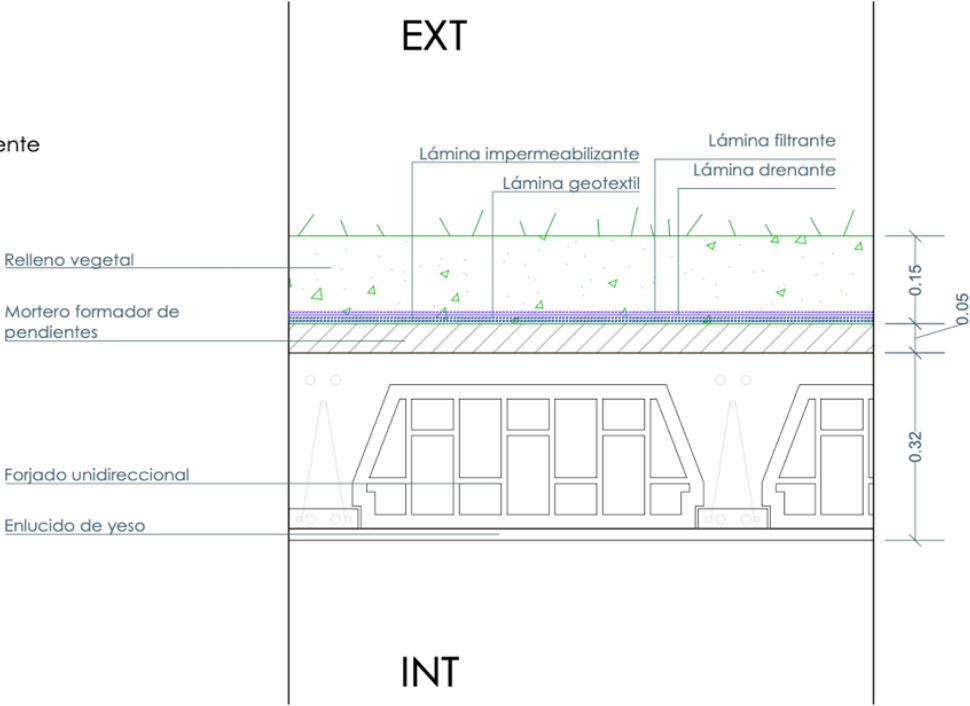 EXT
ente
Lámina filtrante
Lámina impermeabilizante
Lámina drenante
Lámina geotextil
Relleno vegetal
0.15
Mortero formador de
pendientes
0.05
0.32
Forjado unidireccional
Enlucido de yeso
INT